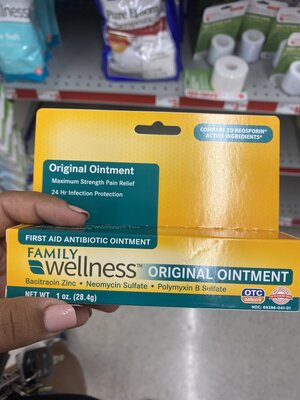 COMPARE TO NEOSPORIN®
ACTIVE INGREDIENTS*
Original Ointment
Maximum Strength Pain Relief
24 Hr Infection Protection
FIRST AID ANTIBIOTIC OINTMENT
FAMILY
wellness™
ORIGINAL OINTMENT
Bacitracin Zinc • Neomycin Sulfate • Polymyxin B Sulfate
NET WT. 1 oz. (28.4g)
OTC